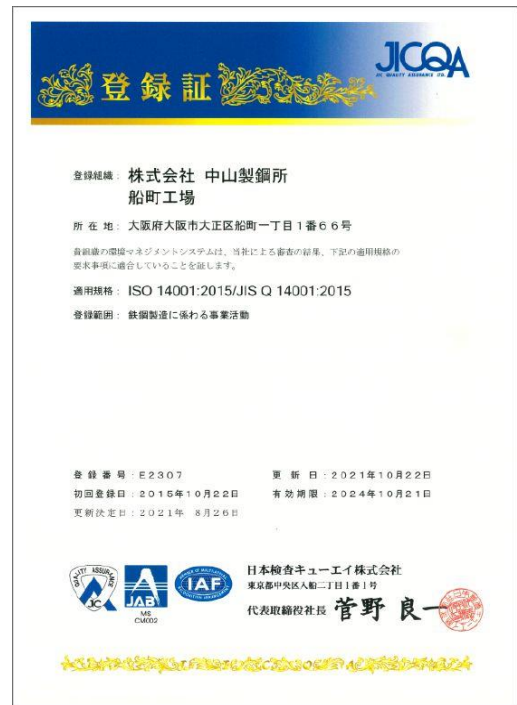 JICQA
JIC QUALITY ASSURANCE LTD.
登録証
登録組織: 株式会社 中山製鋼所
船町工場
所在地: 大阪府大阪市大正区船町一丁目1番66号
貴組織の環境マネジメントシステムは、当社による審査の結果、下記の適用規格の
要求事項に適合していることを証します。
適用規格: ISO 14001:2015/JIS Q 14001:2015
登録範囲: 鉄鋼製造に係わる事業活動
登録番号:E2307
更新日:2021年10月22日
初回登録日:2015年10月22日
有効期限:2024年10月21日
更新決定日:2021年 8月26日
QUALITY ASSURANCE
JIC
JAB
MS
CM002
IAF
日本検査キューエイ株式会社
東京都中央区入船二丁目1番1号
代表取締役社長 菅野 良一